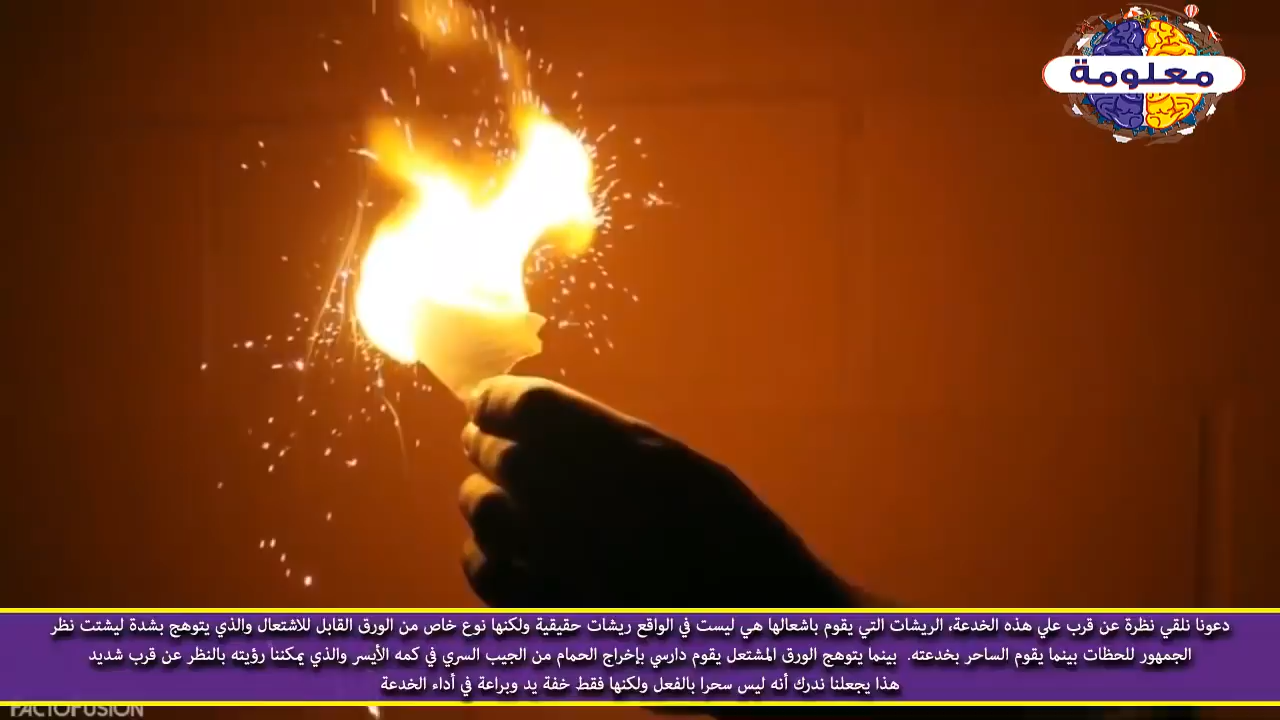 معلومة
دعونا نلقي نظرة عن قرب علي هذه الخدعة، الريشات التي يقوم باشعالها هي ليست في الواقع ريشات حقيقية ولكنها نوع خاص من الورق القابل للاشتعال والذي يتوهج بشدة ليشتت نظر
الجمهور للحظات بينما يقوم الساحر بخدعته. بينما يتوهج الورق المشتعل يقوم دارسي بإخراج الحمام من الجيب السري في كمه الأيسر والذي يمكننا رؤيته بالنظر عن قرب شديد
هذا يجعلنا ندرك أنه ليس سحرا بالفعل ولكنها فقط خفة يد وبراعة في أداء الخدعة
FACTOFUSION